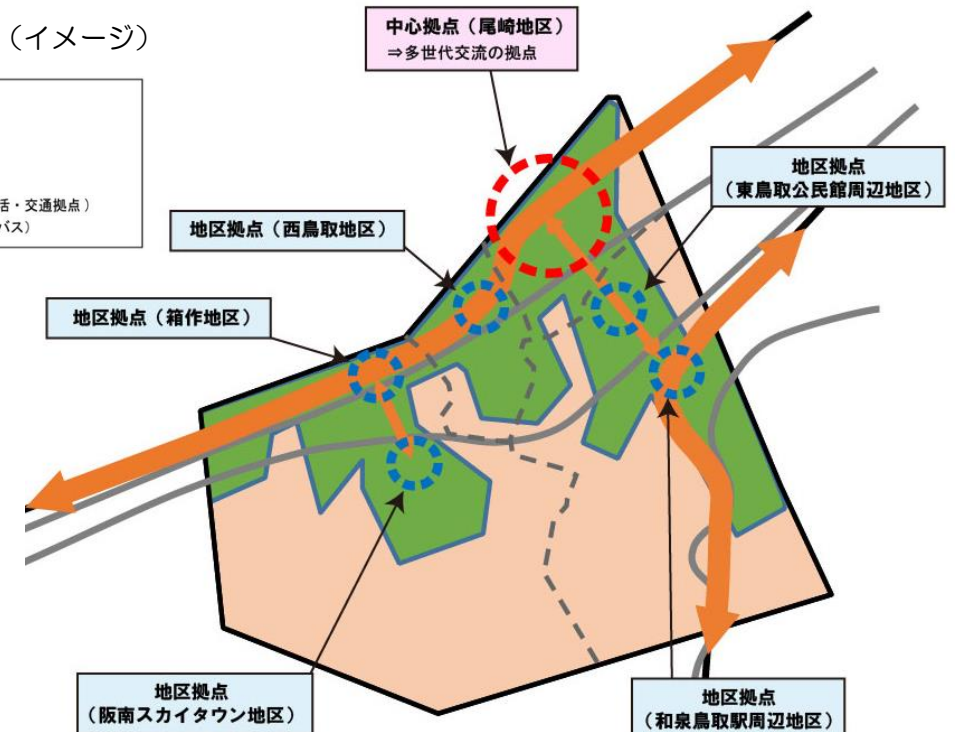 （イメージ）
中心拠点（尾崎地区）
⇒多世代交流の拠点
活・交通拠点）
バス）
地区拠点
（東鳥取公民館周辺地区）
地区拠点（西鳥取地区）
地区拠点（箱作地区）
地区拠点
（阪南スカイタウン地区）
地区拠点
（和泉鳥取駅周辺地区）